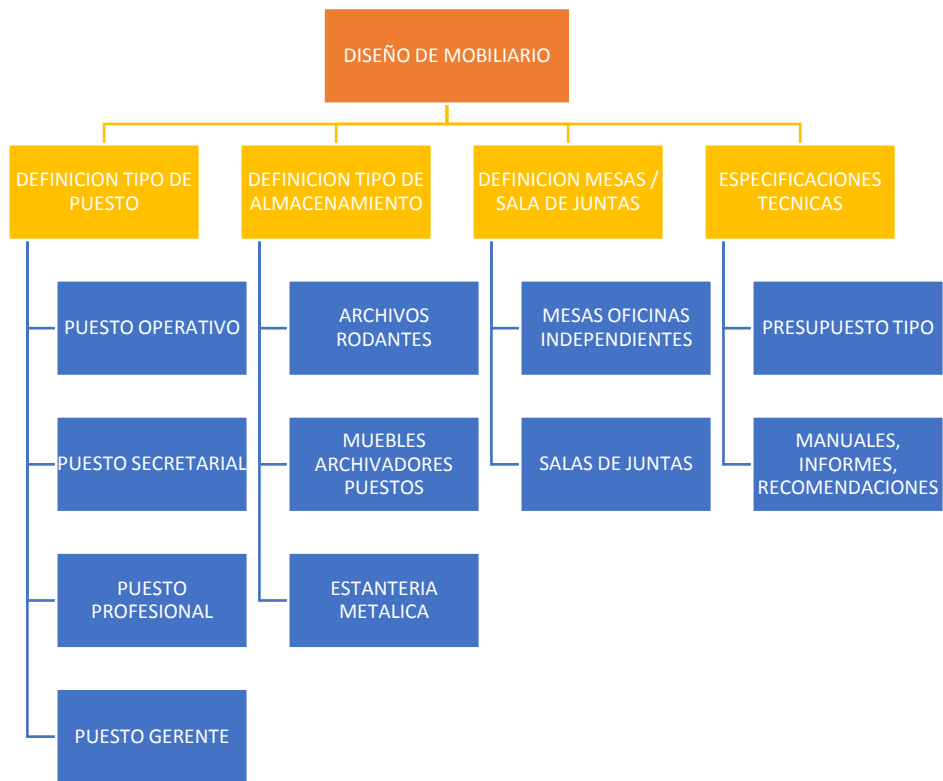 DISEÑO DE MOBILIARIO
DEFINICION TIPO DE
PUESTO
PUESTO OPERATIVO
PUESTO SECRETARIAL
PUESTO
PROFESIONAL
PUESTO GERENTE
DEFINICION TIPO DE
ALMACENAMIENTO
ARCHIVOS
RODANTES
MUEBLES
ARCHIVADORES
PUESTOS
ESTANTERIA
METALICA
DEFINICION MESAS /
SALA DE JUNTAS
MESAS OFICINAS
INDEPENDIENTES
SALAS DE JUNTAS
ESPECIFICACIONES
TECNICAS
PRESUPUESTO TIPO
MANUALES,
INFORMES,
RECOMENDACIONES